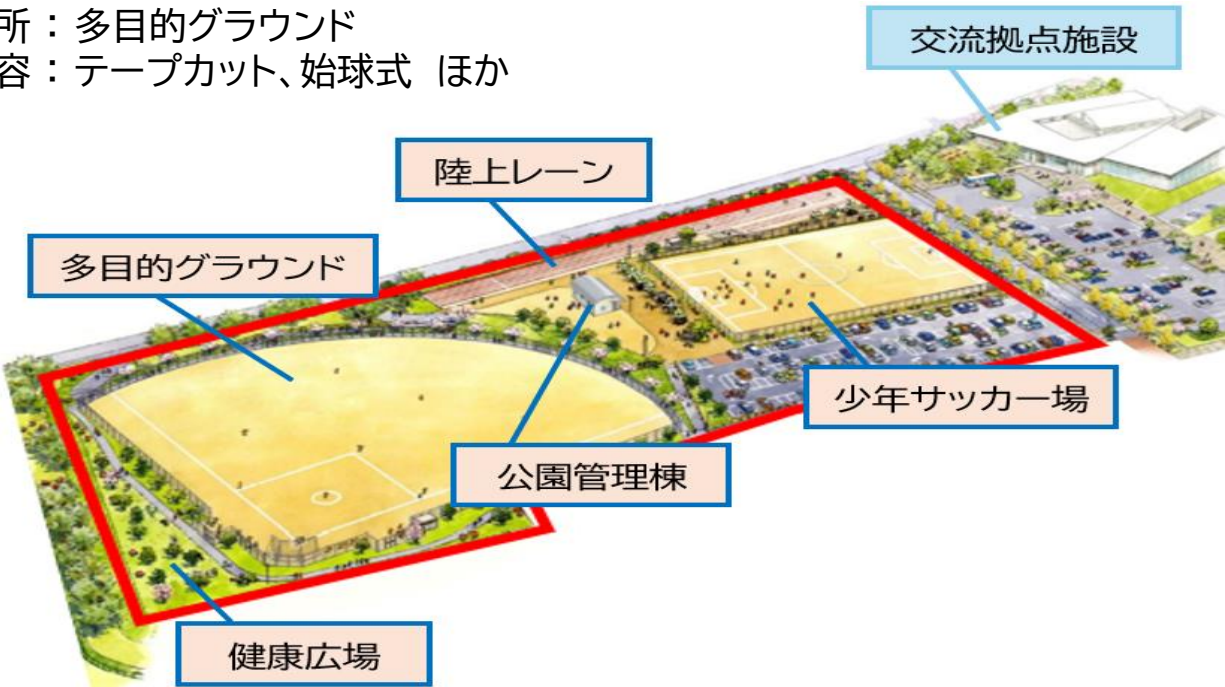 所：多目的グラウンド
容：テープカット、始球式 ほか
交流拠点施設
陸上レーン
多目的グラウンド
少年サッカー場
公園管理棟
健康広場